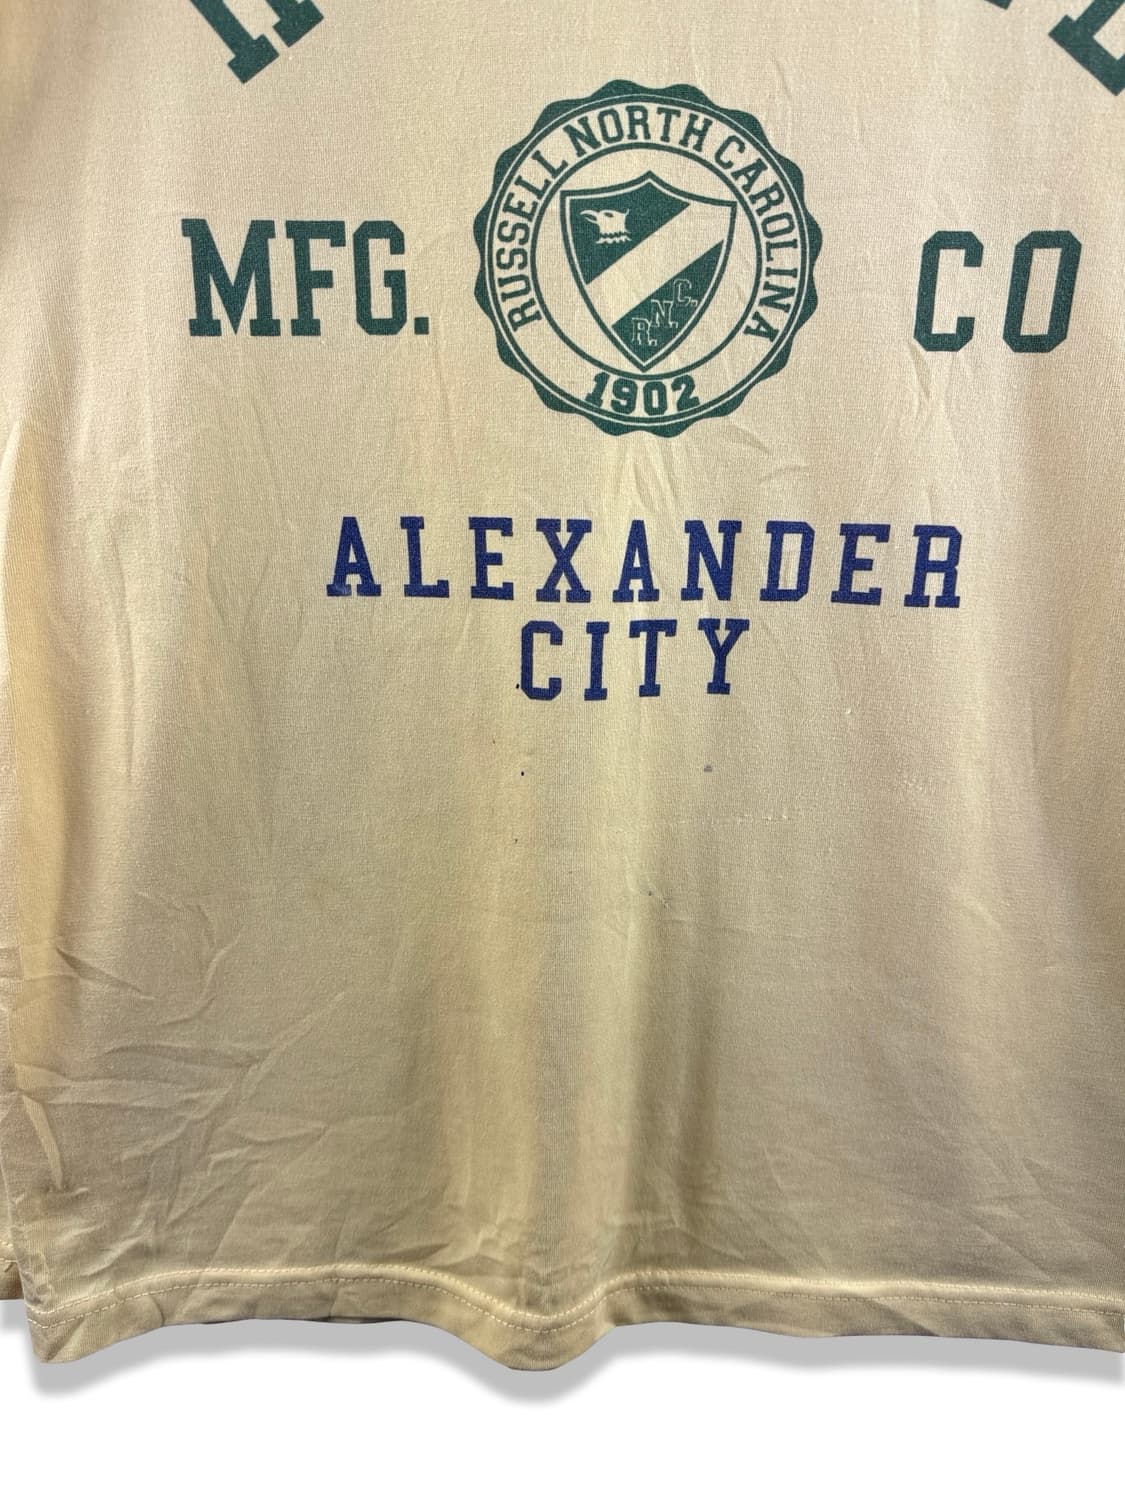 RUSSELL NORTH CAROLINA
MFG.
R.N.C.
CO
1902
ALEXANDER
CITY